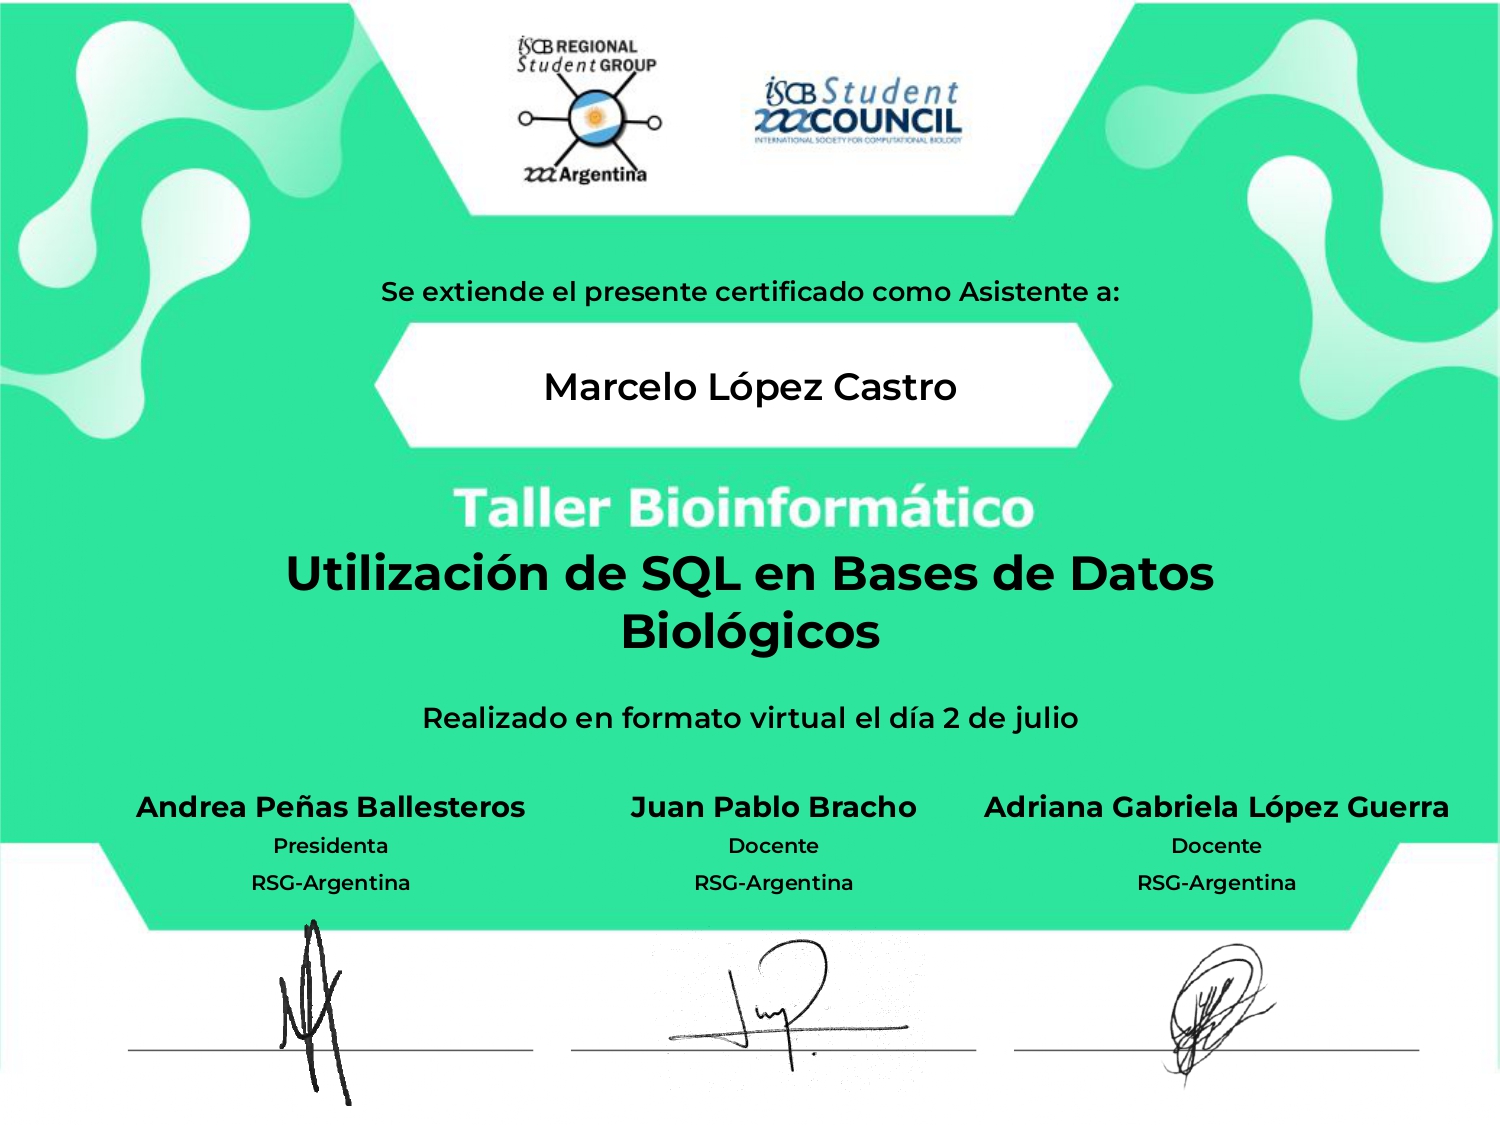 iSCB REGIONAL
Student GROUP
Argentina
iSCB Student
COUNCIL
INTERNATIONAL SOCIETY FOR COMPUTATIONAL BIOLOGY
Se extiende el presente certificado como Asistente a:
Marcelo López Castro
Taller Bioinformático
Utilización de SQL en Bases de Datos
Biológicos
Realizado en formato virtual el día 2 de julio
Andrea Peñas Ballesteros Juan Pablo Bracho Adriana Gabriela López Guerra
Presidenta Docente Docente
RSG-Argentina RSG-Argentina RSG-Argentina